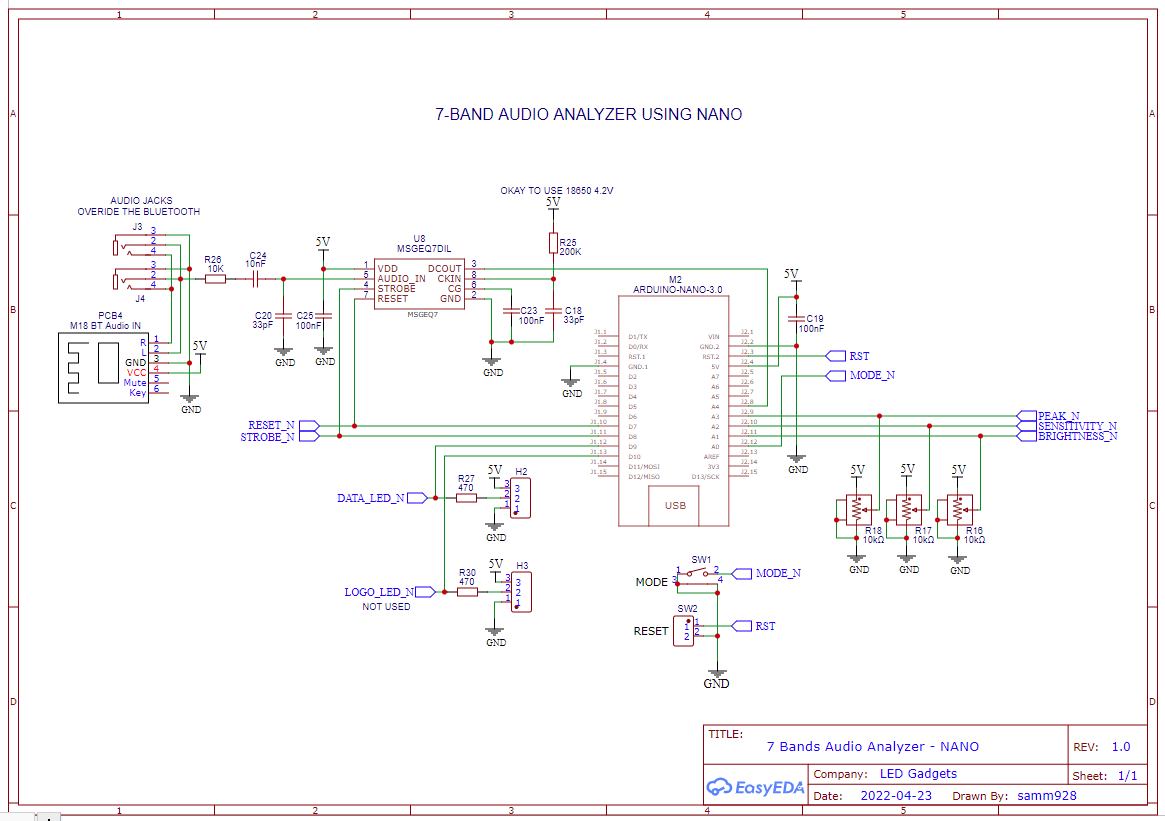 1 2 3 4 5
A A
7-BAND AUDIO ANALYZER USING NANO
AUDIO JACKS
OVERIDE THE BLUETOOTH
J3
3
2
4
3
2
4
J4
PCB4
M18 BT Audio IN
R 1
L 2
GND 3
VCC 4
Mute 5
Key 6
5V
GND
R26
10K
C24
10nF
C20
33pF
GND
5V
C25
100nF
GND
U8
MSGEQ7DIL
1 VDD DCOUT 3
5 AUDIO_IN CKIN 8
4 STROBE CG 6
7 RESET GND 2
MSGEQ7
OKAY TO USE 18650 4.2V
5V
R25
200K
C23
100nF
C18
33pF
GND
B B
M2
ARDUINO-NANO-3.0
J1.1 D1/TX VIN J2.1
J1.2 D0/RX GND.2 J2.2
J1.3 RST.1 RST.2 J2.3
J1.4 GND.1 5V J2.4
J1.5 D2 A7 J2.5
J1.6 D3 A6 J2.6
J1.7 D4 A5 J2.7
J1.8 D5 A4 J2.8
J1.9 D6 A3 J2.9
J1.10 D7 A2 J2.10
J1.11 D8 A1 J2.11
J1.12 D9 A0 J2.12
J1.13 D10 AREF J2.13
J1.14 D11/MOSI 3V3 J2.14
J1.15 D12/MISO D13/SCK J2.15
USB
GND
5V
C19
100nF
GND
RST
MODE_N
PEAK_N
SENSITIVITY_N
BRIGHTNESS_N
RESET_N
STROBE_N
C C
DATA_LED_N
R27
470
5V
H2
3 3
2 2
1 1
GND
LOGO_LED_N
NOT USED
R30
470
5V
H3
3 3
2 2
1 1
GND
5V
R18
10kΩ
GND
5V
R17
10kΩ
GND
5V
R16
10kΩ
GND
MODE
SW1
1 2
3 4
MODE_N
RESET
SW2
1 1
2 2
RST
GND
D D
TITLE:
7 Bands Audio Analyzer - NANO
REV: 1.0
EasyEDA
Company: LED Gadgets
Sheet: 1/1
Date: 2022-04-23 Drawn By: samm928
1 2 3 4 5